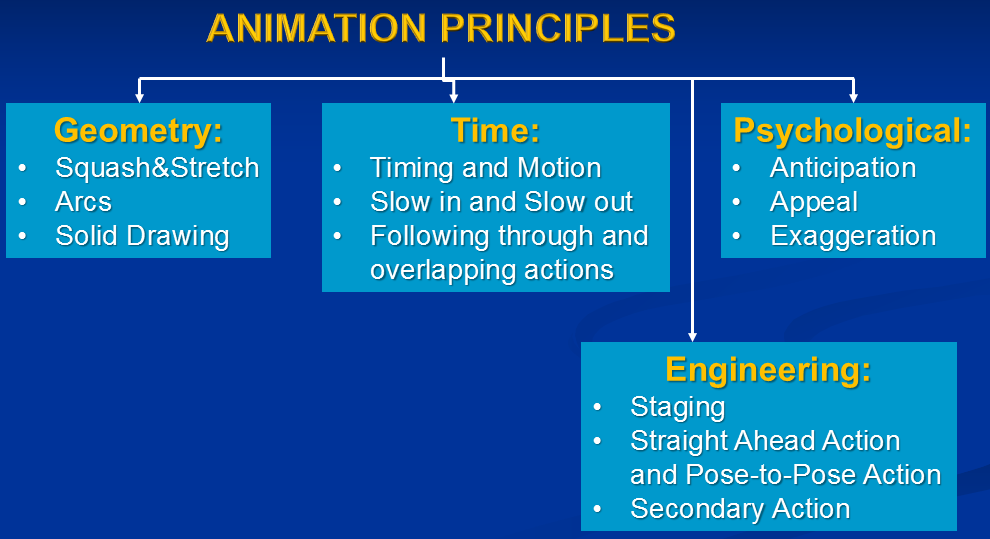 ANIMATION PRINCIPLES
Geometry:
• Squash&Stretch
• Arcs
• Solid Drawing
Time:
• Timing and Motion
• Slow in and Slow out
• Following through and
overlapping actions
Psychological:
• Anticipation
• Appeal
• Exaggeration
Engineering:
• Staging
• Straight Ahead Action
and Pose-to-Pose Action
• Secondary Action